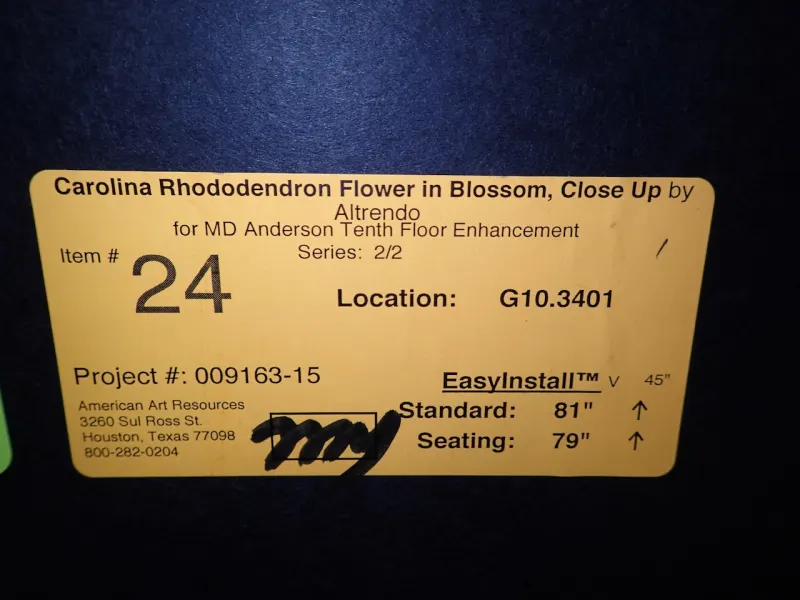 Carolina Rhododendron Flower in Blossom, Close Up by
Altrendo
for MD Anderson Tenth Floor Enhancement
Series: 2/2
Item # 24
Location: G10.3401
Project #: 009163-15
American Art Resources
3260 Sul Ross St.
Houston, Texas 77098
800-282-0204
EasyInstall™ V 45"
Standard: 81" ↑
Seating: 79" ↑